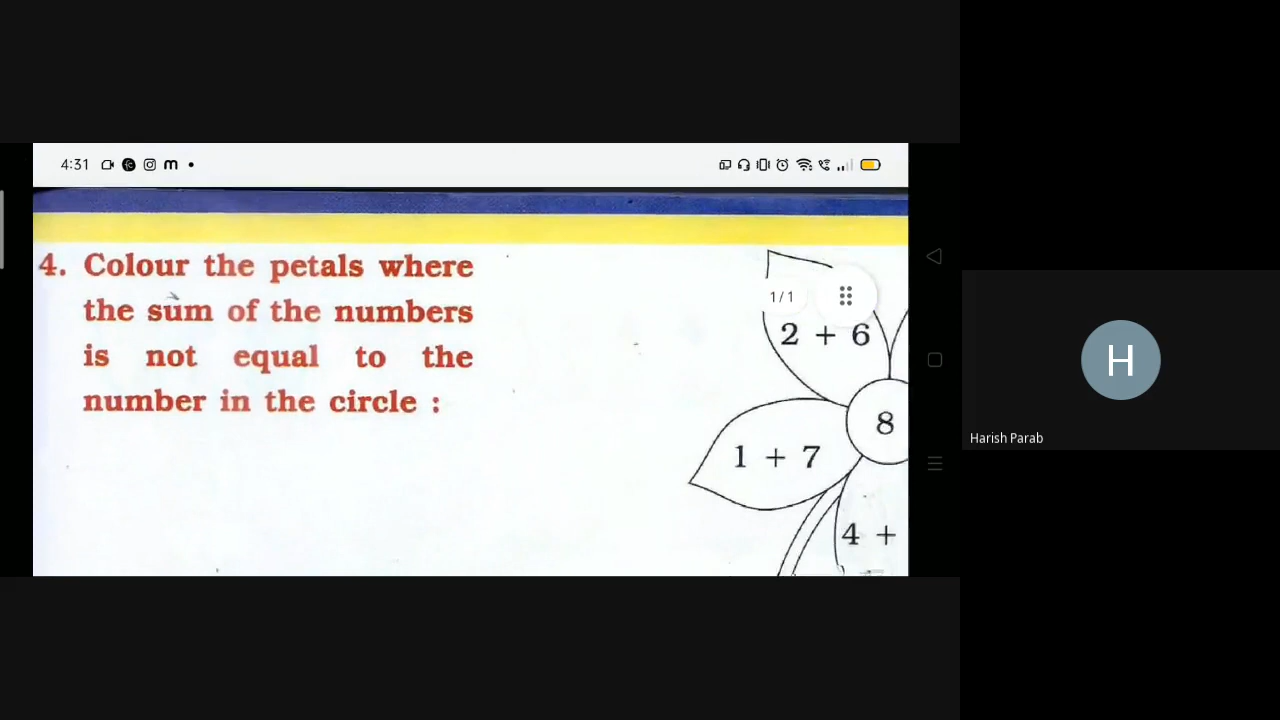 4:31
4. Colour the petals where
the sum of the numbers
is not equal to the
number in the circle :
1/1
2 + 6
8
1 + 7
4 +
H
Harish Parab